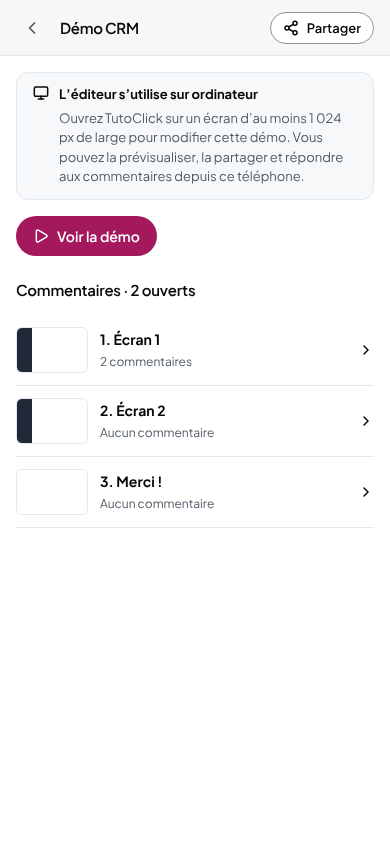 Démo CRM
Partager
L’éditeur s’utilise sur ordinateur
Ouvrez TutoClick sur un écran d’au moins 1 024
px de large pour modifier cette démo. Vous
pouvez la prévisualiser, la partager et répondre
aux commentaires depuis ce téléphone.
Voir la démo
Commentaires · 2 ouverts
1. Écran 1
2 commentaires
2. Écran 2
Aucun commentaire
3. Merci !
Aucun commentaire